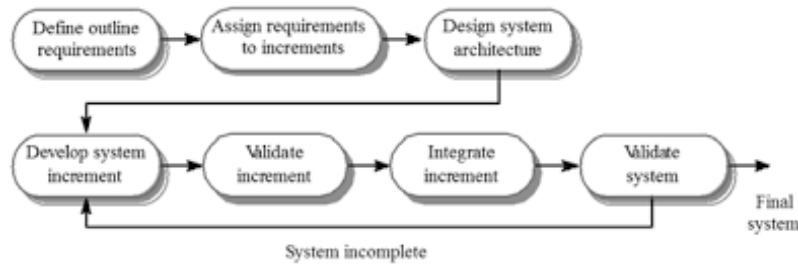 Define outline
requirements
Assign requirements
to increments
Design system
architecture
Develop system
increment
Validate
increment
Integrate
increment
Validate
system
Final
system
System incomplete